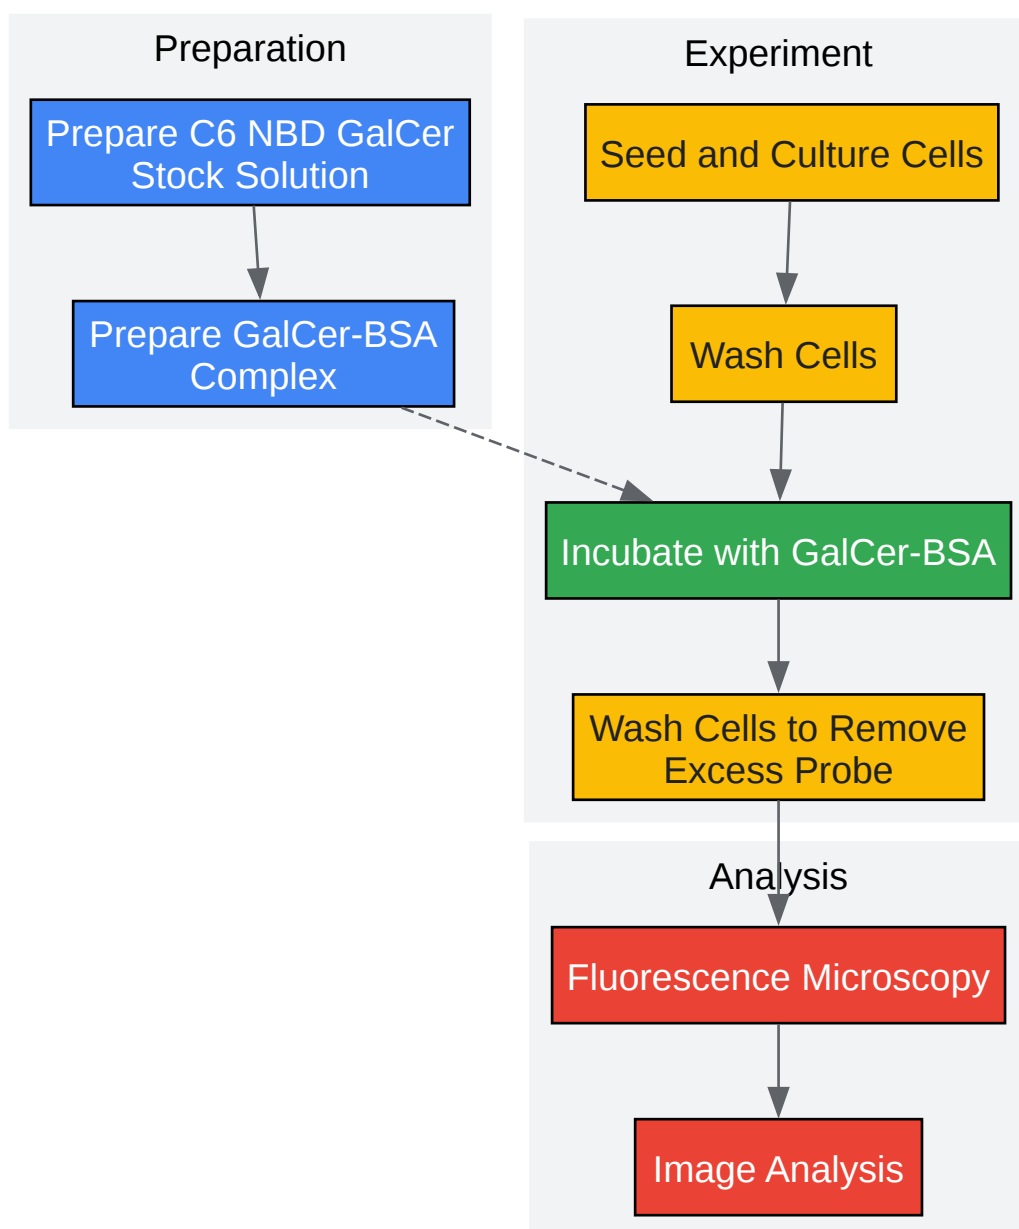 Preparation
Prepare C6 NBD GalCer
Stock Solution
Prepare GalCer-BSA
Complex
Experiment
Seed and Culture Cells
Wash Cells
Incubate with GalCer-BSA
Wash Cells to Remove
Excess Probe
Analysis
Fluorescence Microscopy
Image Analysis